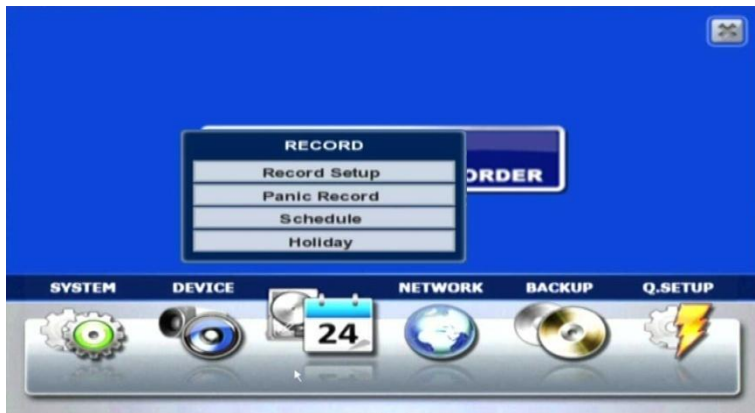 RECORD
Record Setup
ORDER
Panic Record
Schedule
Holiday
SYSTEM DEVICE NETWORK BACKUP Q.SETUP
24